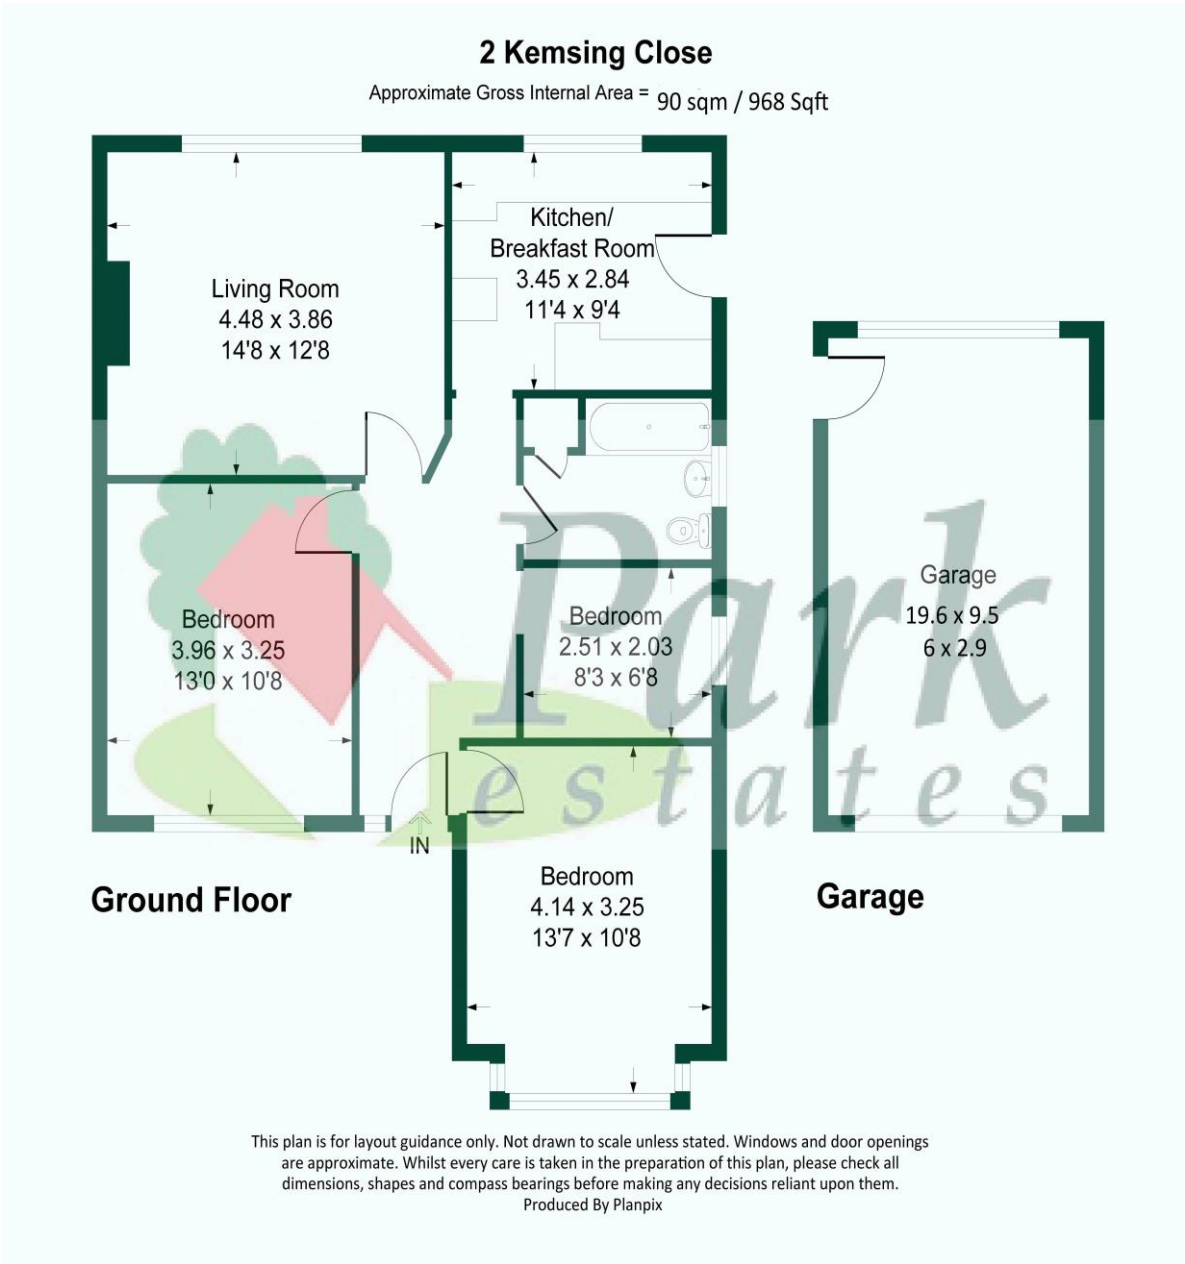 2 Kemsing Close
Approximate Gross Internal Area = 90 sqm / 968 Sqft
Kitchen/
Breakfast Room
3.45 x 2.84
11'4 x 9'4
Living Room
4.48 x 3.86
14'8 x 12'8
Garage
19.6 x 9.5
6 x 2.9
Bedroom
3.96 x 3.25
13'0 x 10'8
Bedroom
2.51 x 2.03
8'3 x 6'8
Park
estates
IN
Bedroom
4.14 x 3.25
13'7 x 10'8
Ground Floor
Garage
This plan is for layout guidance only. Not drawn to scale unless stated. Windows and door openings
are approximate. Whilst every care is taken in the preparation of this plan, please check all
dimensions, shapes and compass bearings before making any decisions reliant upon them.
Produced By Planpix